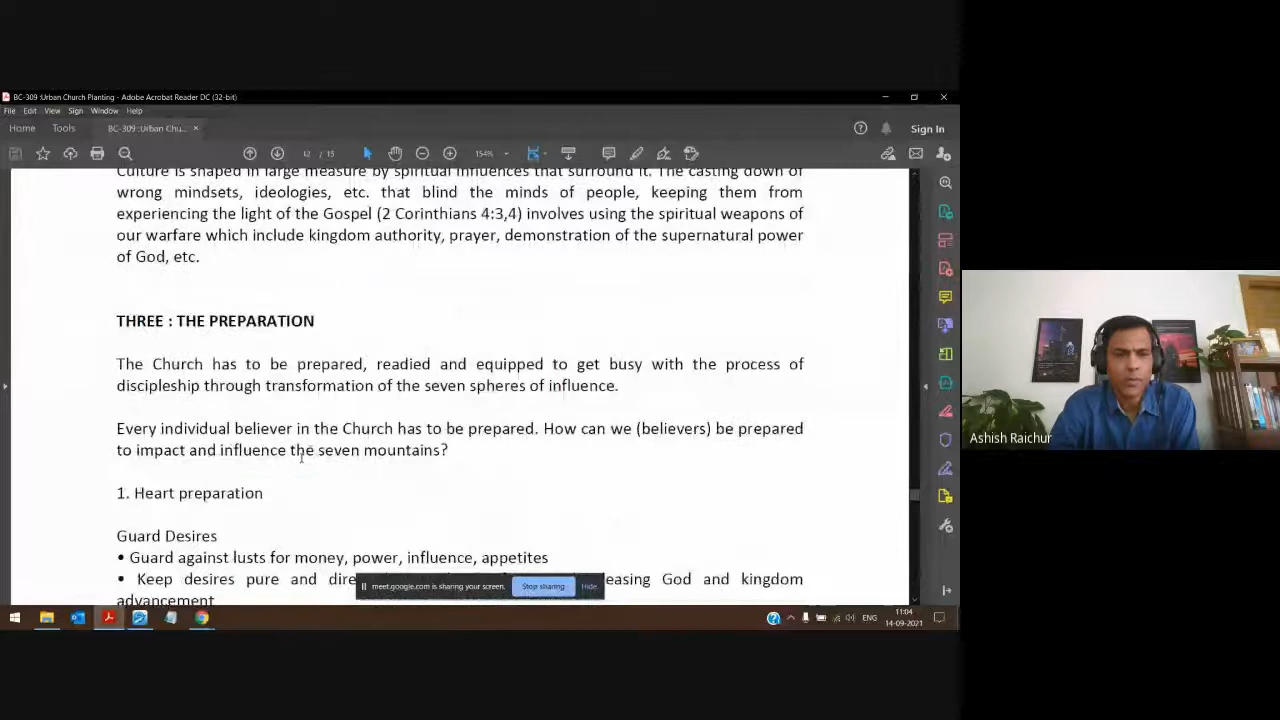 BC-309 :Urban Church Planting - Adobe Acrobat Reader DC (32-bit)
File Edit View Sign Window Help
Home Tools BC-309 ::Urban Chu... × Sign In
12 / 15 154%
Culture is shaped in large measure by spiritual influences that surround it. The casting down of
wrong mindsets, ideologies, etc. that blind the minds of people, keeping them from
experiencing the light of the Gospel (2 Corinthians 4:3,4) involves using the spiritual weapons of
our warfare which include kingdom authority, prayer, demonstration of the supernatural power
of God, etc.
THREE : THE PREPARATION
The Church has to be prepared, readied and equipped to get busy with the process of
discipleship through transformation of the seven spheres of influence.
Every individual believer in the Church has to be prepared. How can we (believers) be prepared
to impact and influence the seven mountains?
1. Heart preparation
Guard Desires
• Guard against lusts for money, power, influence, appetites
• Keep desires pure and easing God and kingdom
advancement
meet.google.com is sharing your screen. Stop sharing Hide
ENG
11:04
14-09-2021
Ashish Raichur